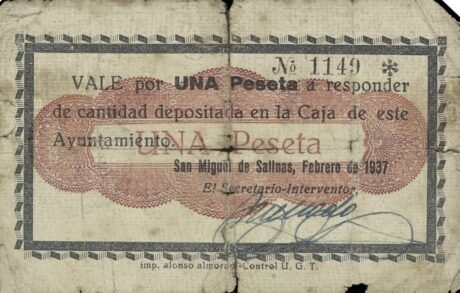 Nº 1149 *
VALE por UNA Peseta á responder
de cantidad depositada en la Caja de este
Ayuntamiento.
UNA Peseta
San Miguel de Salinas, Febrero de 1937
El Secretario-Interventor,
imp. alonso almoradí-Control U. G. T.